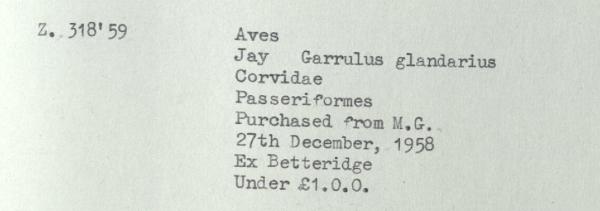 Z. 318'59
Aves
Jay Garrulus glandarius
Corvidae
Passeriformes
Purchased from M.G.
27th December, 1958
Ex Betteridge
Under £1.0.0.